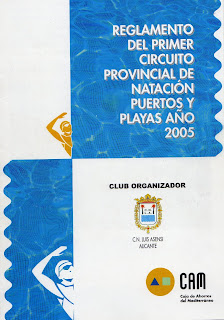 REGLAMENTO
DEL PRIMER
CIRCUITO
PROVINCIAL DE
NATACIÓN
PUERTOS Y
PLAYAS AÑO
2005
CLUB ORGANIZADOR
C.N. LUIS ASENSI
ALICANTE
CAM
Caja de Ahorros
del Mediterráneo